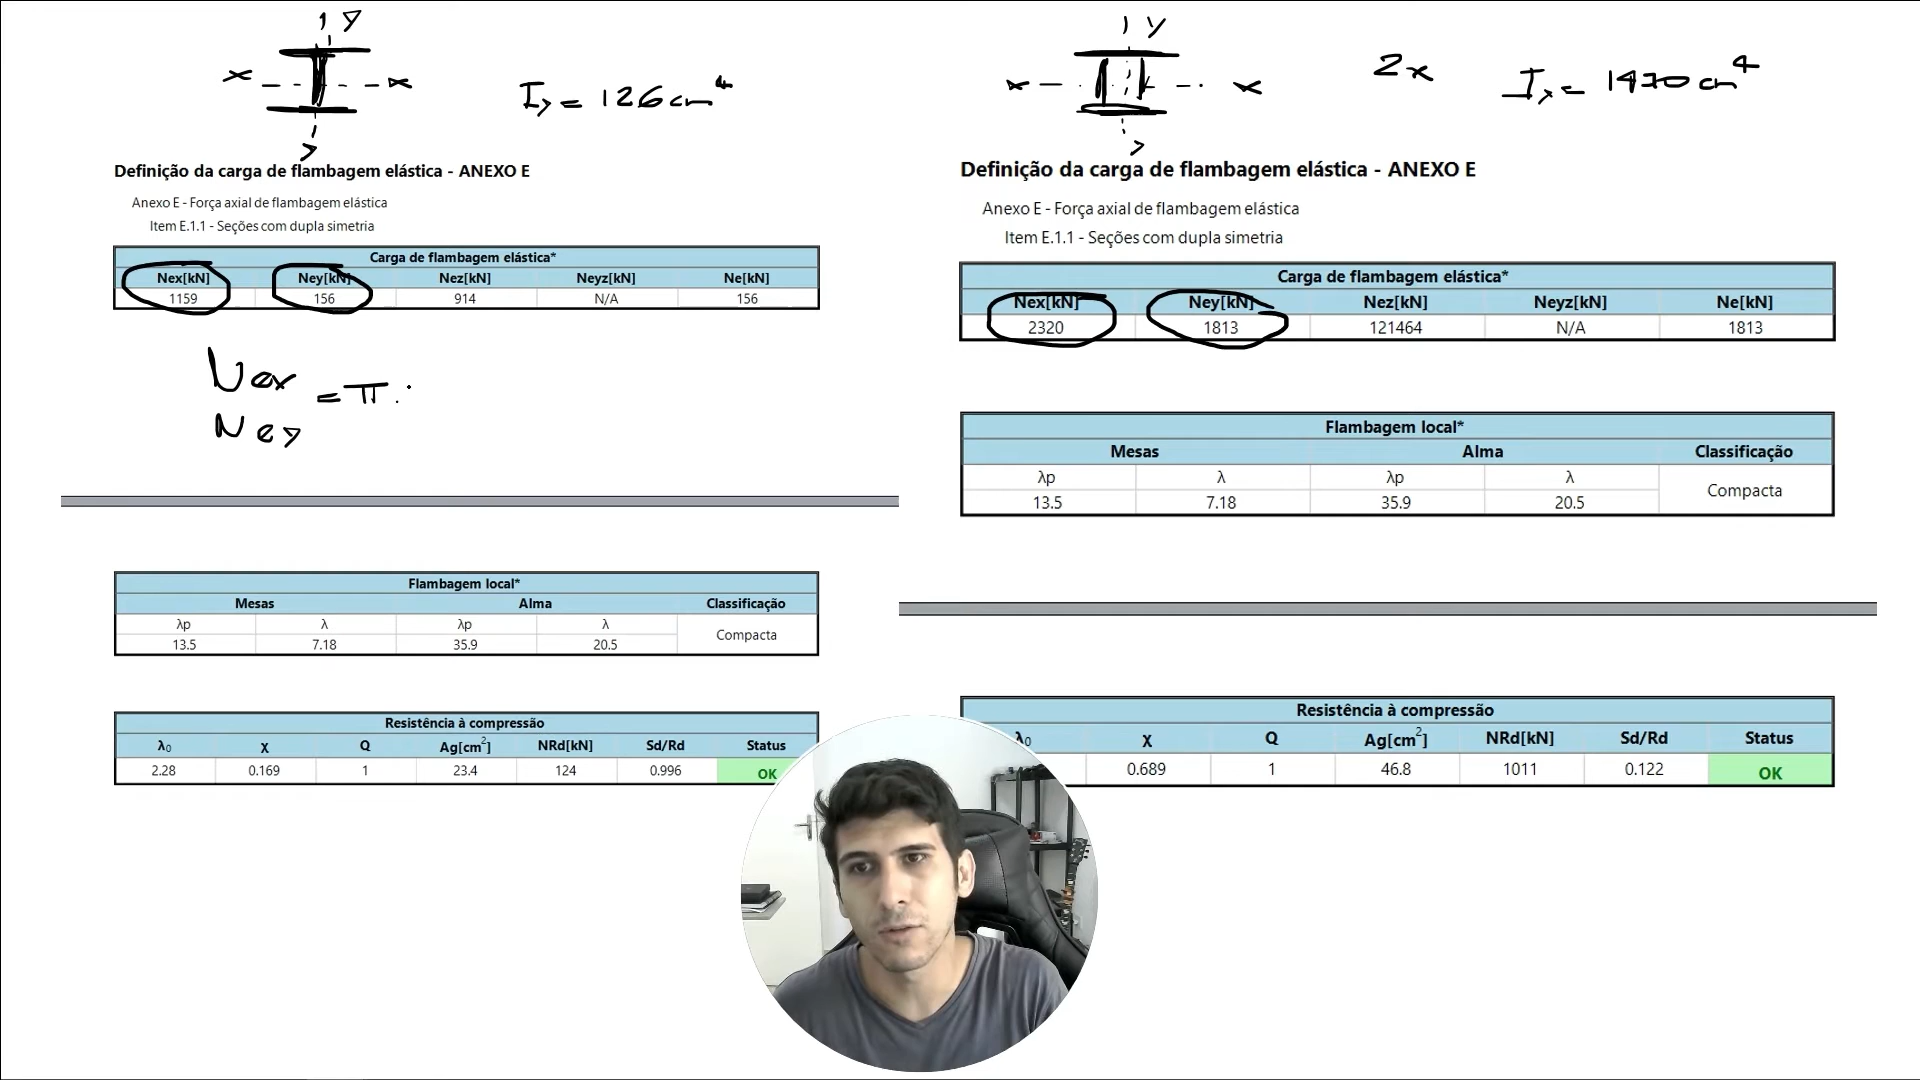 y
x x
y
Iy = 126 cm⁴
Definição da carga de flambagem elástica - ANEXO E
Anexo E - Força axial de flambagem elástica
Item E.1.1 - Seções com dupla simetria
Carga de flambagem elástica*
Nex[kN] Ney[kN] Nez[kN] Neyz[kN] Ne[kN]
1159 156 914 N/A 156
Nex
Ney
= π.
Flambagem local*
Mesas Alma Classificação
λp λ λp λ
13.5 7.18 35.9 20.5 Compacta
Resistência à compressão
λ₀ χ Q Ag[cm²] NRd[kN] Sd/Rd Status
2.28 0.169 1 23.4 124 0.996 OK
y
x x
y
2x
Iy = 1470 cm⁴
Definição da carga de flambagem elástica - ANEXO E
Anexo E - Força axial de flambagem elástica
Item E.1.1 - Seções com dupla simetria
Carga de flambagem elástica*
Nex[kN] Ney[kN] Nez[kN] Neyz[kN] Ne[kN]
2320 1813 121464 N/A 1813
Flambagem local*
Mesas Alma Classificação
λp λ λp λ
13.5 7.18 35.9 20.5 Compacta
Resistência à compressão
λ₀ χ Q Ag[cm²] NRd[kN] Sd/Rd Status
0.689 1 46.8 1011 0.122 OK